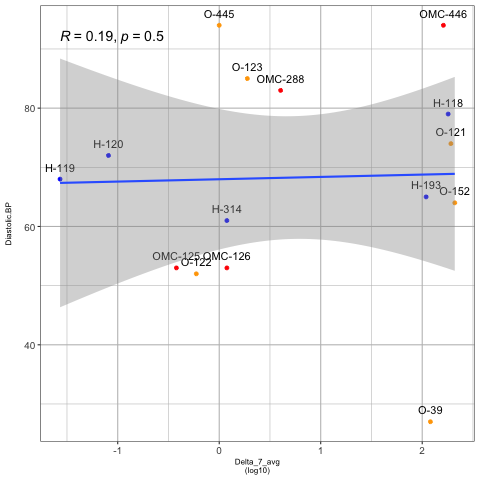 O-445
OMC-446
R = 0.19, p = 0.5
O-123
OMC-288
80
H-118
O-121
H-120
H-119
H-193
O-152
H-314
60
OMC-125
O-122
OMC-126
40
O-39
Diastolic.BP
-1
0
1
2
Delta_7_avg
(log10)